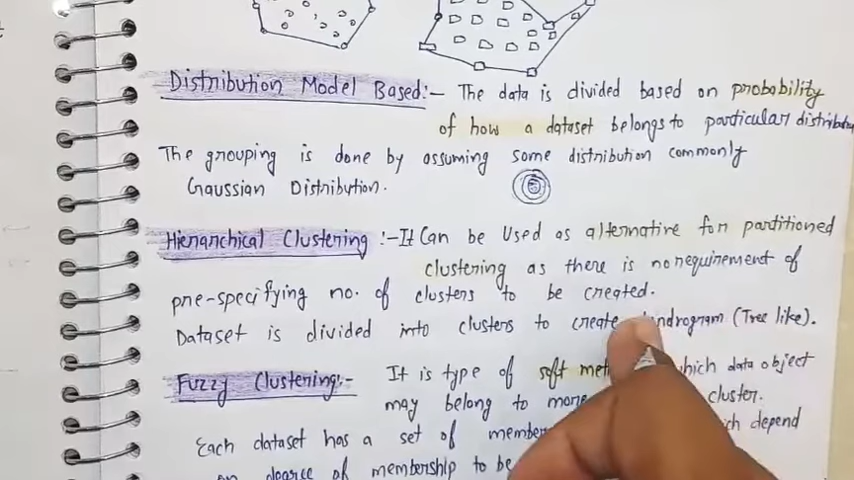 Distribution Model Based:- The data is divided based on probability
of how a dataset belongs to particular
The grouping is done by assuming some distribution commonly
Gaussian Distribution.
Hierarchical Clustering :- It Can be Used as alternative for partitioned
clustering as there is no requirement of
pre-specifying no. of clusters to be created.
Dataset is divided into clusters to create (Tree like).
Fuzzy Clustering:- It is type of soft which data object
may belong to more cluster.
Each dataset has a set of depend
on degree of membership to be